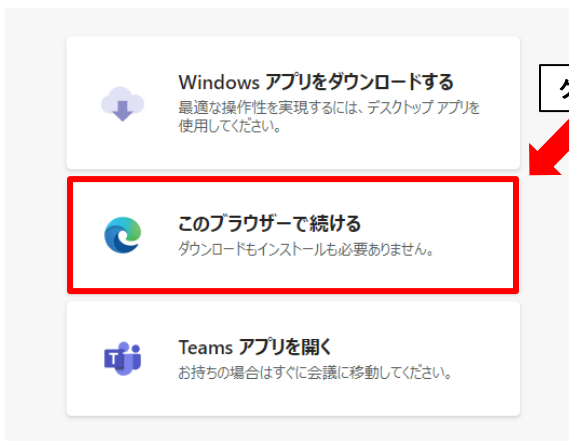 Windows アプリをダウンロードする
最適な操作性を実現するには、デスクトップ アプリを
使用してください。
このブラウザーで続ける
ダウンロードもインストールも必要ありません。
Teams アプリを開く
お持ちの場合はすぐに会議に移動してください。